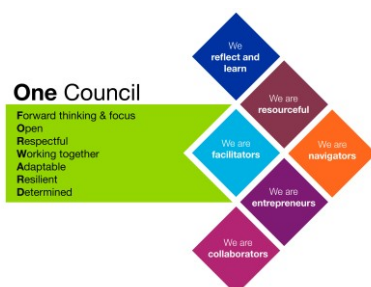 One Council
Forward thinking & focus
Open
Respectful
Working together
Adaptable
Resilient
Determined
We
reflect and
learn
We are
resourceful
We are
facilitators
We are
navigators
We are
entrepreneurs
We are
collaborators